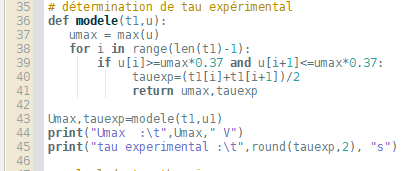 35 # détermination de tau expérimental
36 def modele(t1,u):
37 umax = max(u)
38 for i in range(len(t1)-1):
39 if u[i]>=umax*0.37 and u[i+1]<=umax*0.37:
40 tauexp=(t1[i]+t1[i+1])/2
41 return umax,tauexp
42
43 Umax,tauexp=modele(t1,u1)
44 print("Umax :\t",Umax," V")
45 print("tau experimental :\t",round(tauexp,2), "s")
46